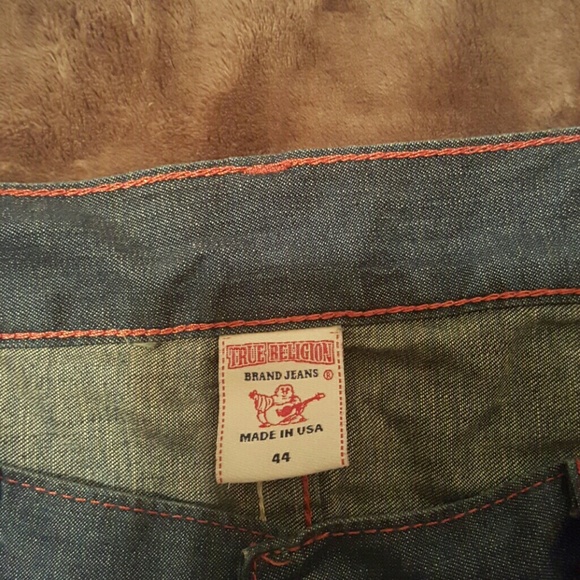 TRUE RELIGION
BRAND JEANS ®
MADE IN USA
44